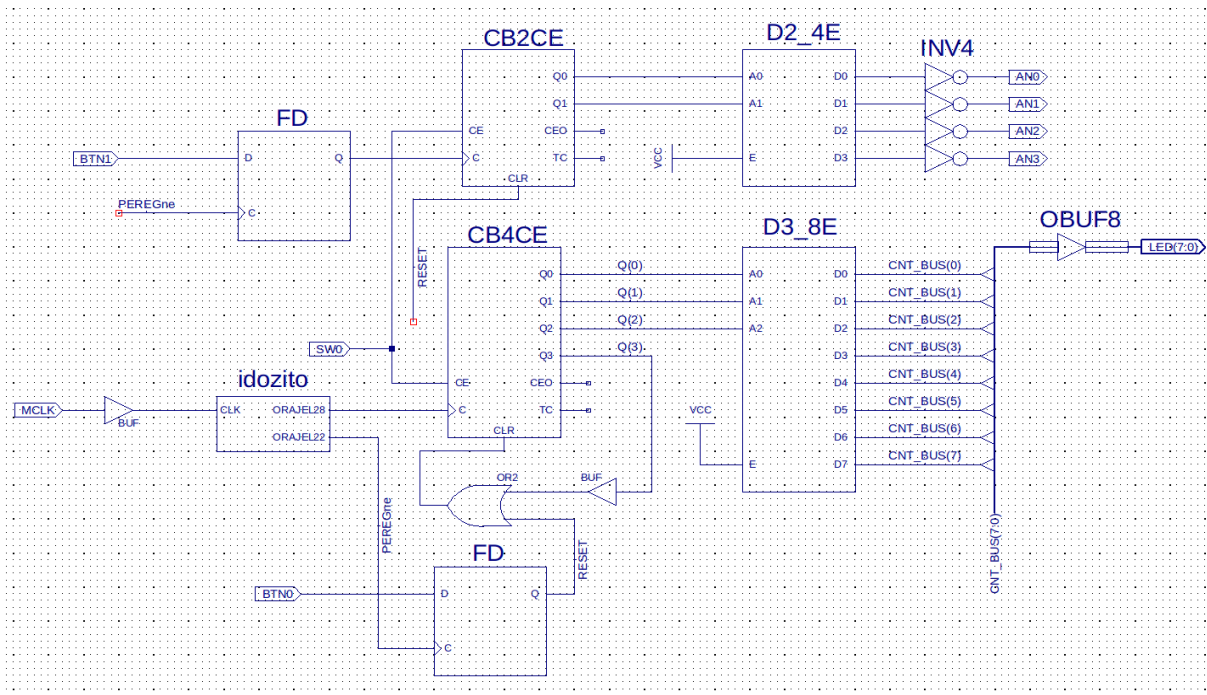 CB2CE
D2_4E
INV4
Q0
A0
D0
AN0
Q1
A1
D1
AN1
FD
CE
CEO
D2
AN2
BTN1
D
Q
C
TC
VCC
E
D3
AN3
CLR
PEREGne
C
RESET
CB4CE
D3_8E
OBUF8
LED(7:0)
Q0
Q(0)
A0
D0
CNT_BUS(0)
Q1
Q(1)
A1
D1
CNT_BUS(1)
Q2
Q(2)
A2
D2
CNT_BUS(2)
SW0
Q3
Q(3)
D3
CNT_BUS(3)
idozito
CE
CEO
D4
CNT_BUS(4)
MCLK
BUF
CLK
ORAJEL28
C
TC
VCC
D5
CNT_BUS(5)
ORAJEL22
CLR
D6
CNT_BUS(6)
E
D7
CNT_BUS(7)
OR2
BUF
PEREGne
RESET
CNT_BUS(7:0)
FD
BTN0
D
Q
C